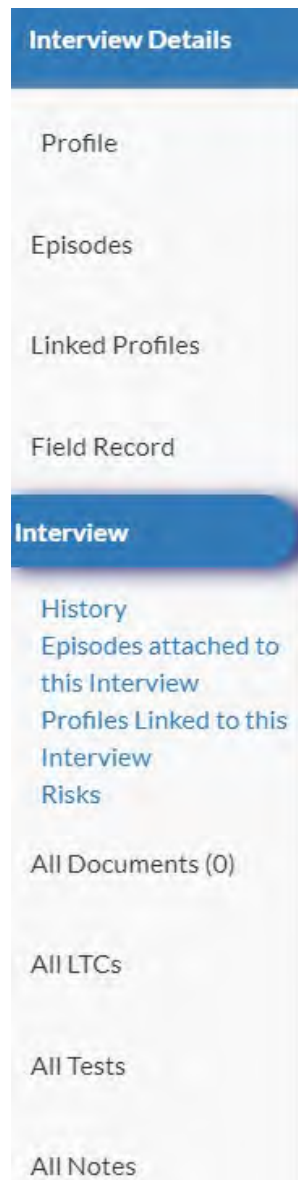 Interview Details
Profile
Episodes
Linked Profiles
Field Record
Interview
History
Episodes attached to
this Interview
Profiles Linked to this
Interview
Risks
All Documents (0)
All LTCs
All Tests
All Notes